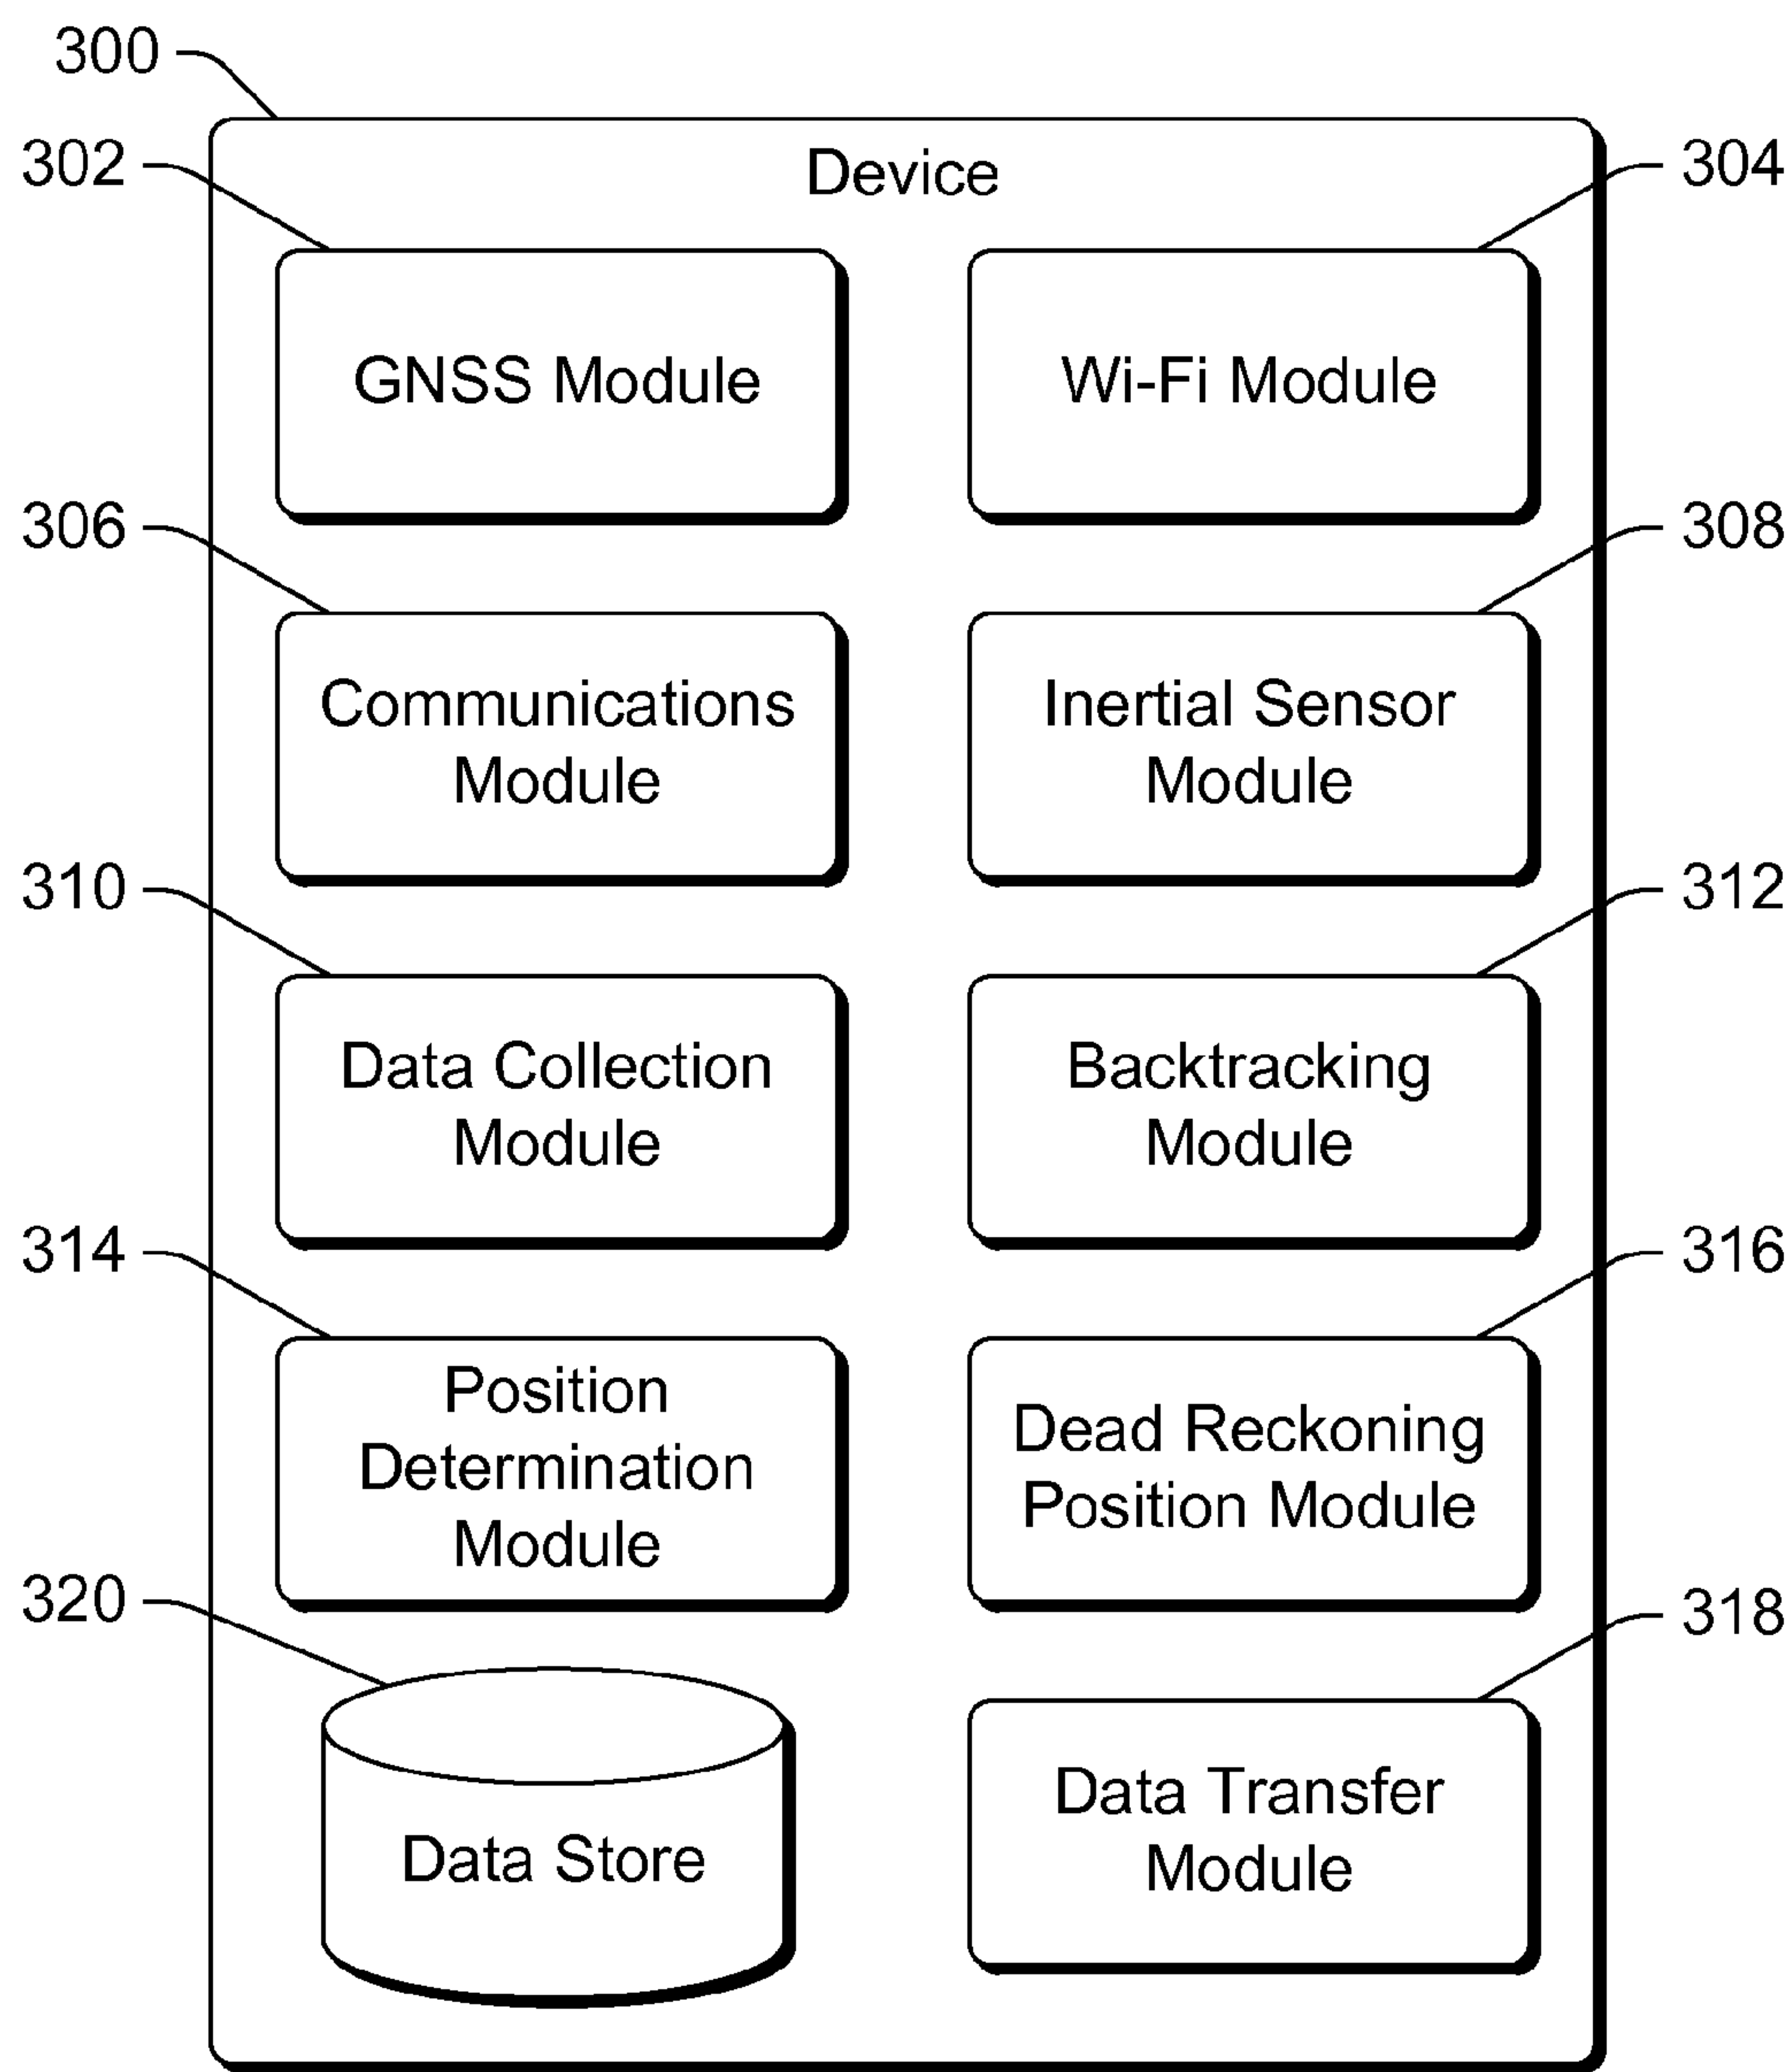 300
Device
302
304
GNSS Module
Wi-Fi Module
306
308
Communications
Module
Inertial Sensor
Module
310
312
Data Collection
Module
Backtracking
Module
314
316
Position
Determination
Module
Dead Reckoning
Position Module
320
318
Data Store
Data Transfer
Module